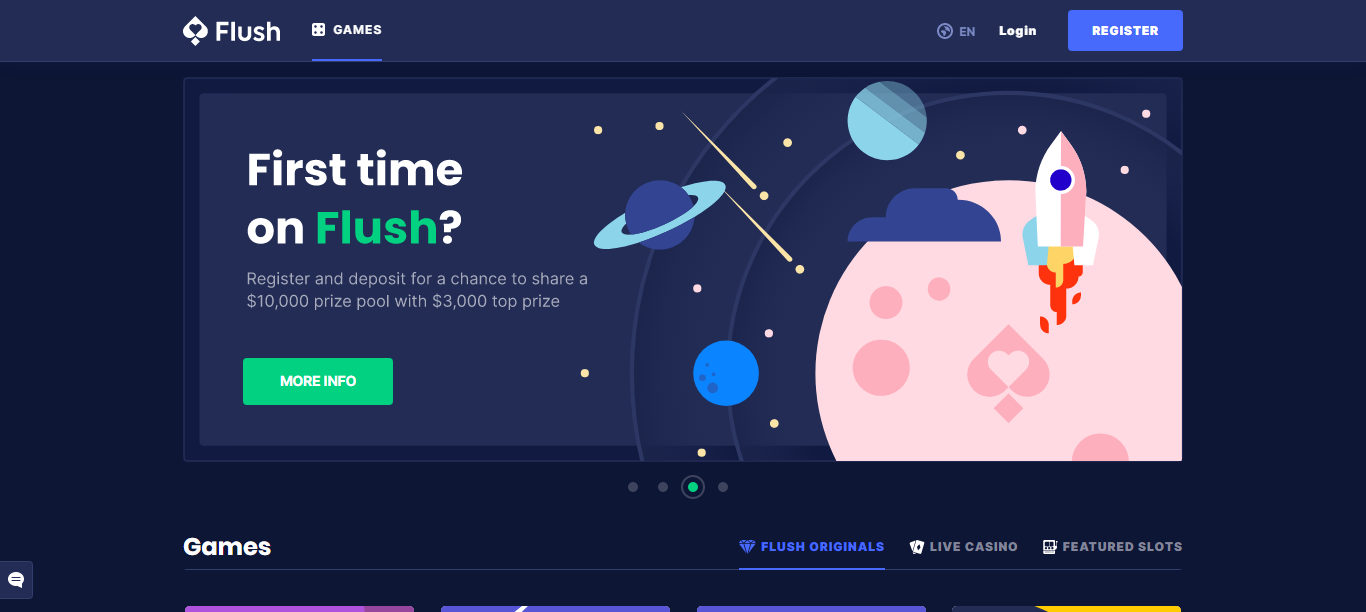 Flush
GAMES
EN
Login
REGISTER
First time
on Flush?
Register and deposit for a chance to share a
$10,000 prize pool with $3,000 top prize
MORE INFO
Games
FLUSH ORIGINALS
LIVE CASINO
FEATURED SLOTS